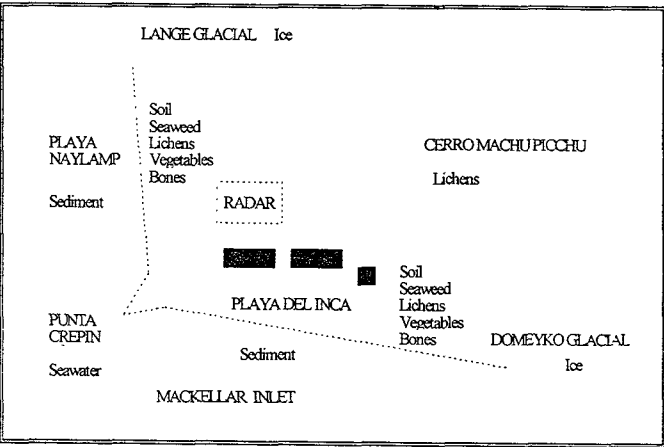 LANGE GLACIAL Ice
Soil
Seaweed
Lichens
Vegetables
Bones
PLAYA
NAYLAMP
Sediment
CERRO MACHU PICCHU
Lichens
RADAR
Soil
Seaweed
Lichens
Vegetables
Bones
PLAYA DEL INCA
PUNTA
CREPIN
Seawater
Sediment
DOMEYKO GLACIAL
Ice
MACKELLAR INLET